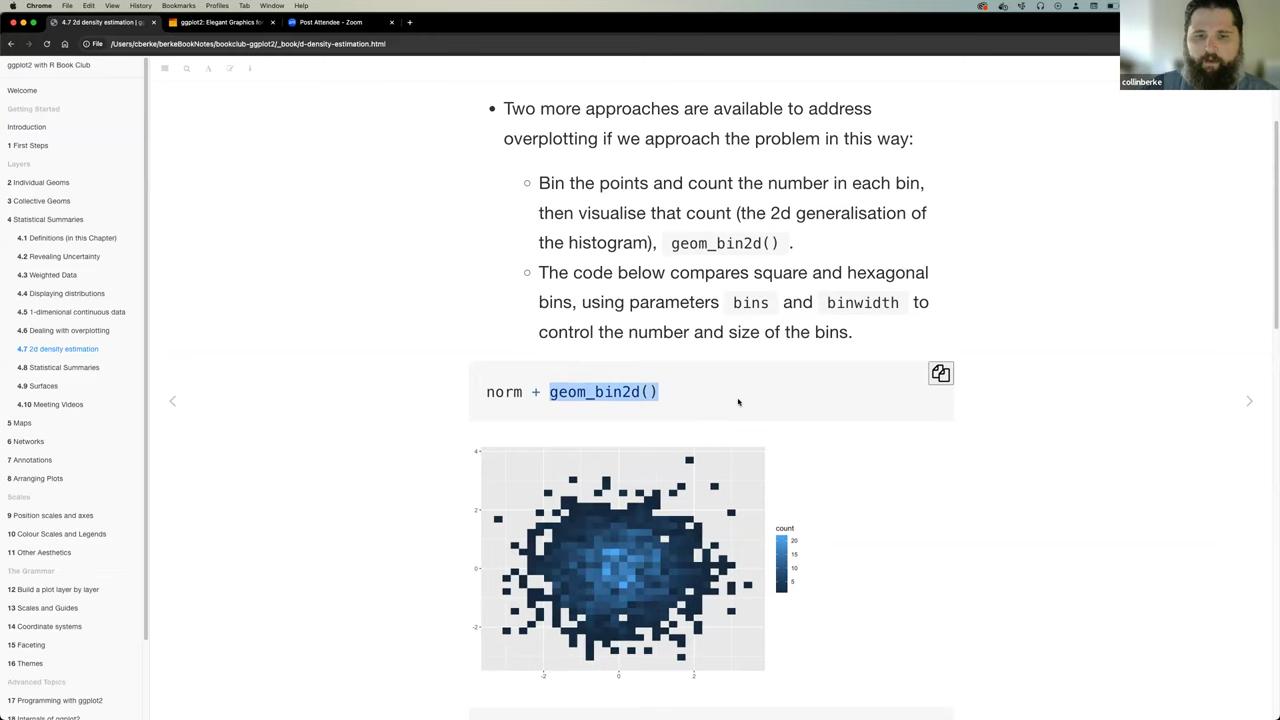 Chrome File Edit View History Bookmarks Profiles Tab Window Help
4.7 2d density estimation | gg
ggplot2: Elegant Graphics for
Post Attendee - Zoom
File /Users/cberke/berkeBookNotes/bookclub-ggplot2/_book/d-density-estimation.html
collinberke
ggplot2 with R Book Club
Welcome
Getting Started
Introduction
1 First Steps
Layers
2 Individual Geoms
3 Collective Geoms
4 Statistical Summaries
4.1 Definitions (in this Chapter)
4.2 Revealing Uncertainty
4.3 Weighted Data
4.4 Displaying distributions
4.5 1-dimenional continuous data
4.6 Dealing with overplotting
4.7 2d density estimation
4.8 Statistical Summaries
4.9 Surfaces
4.10 Meeting Videos
5 Maps
6 Networks
7 Annotations
8 Arranging Plots
Scales
9 Position scales and axes
10 Colour Scales and Legends
11 Other Aesthetics
The Grammar
12 Build a plot layer by layer
13 Scales and Guides
14 Coordinate systems
15 Faceting
16 Themes
Advanced Topics
17 Programming with ggplot2
18 Internals of ggplot2
• Two more approaches are available to address
overplotting if we approach the problem in this way:
○ Bin the points and count the number in each bin,
then visualise that count (the 2d generalisation of
the histogram), geom_bin2d() .
○ The code below compares square and hexagonal
bins, using parameters bins and binwidth to
control the number and size of the bins.
norm + geom_bin2d()
4
2
0
-2
-2 0 2
count
20
15
10
5